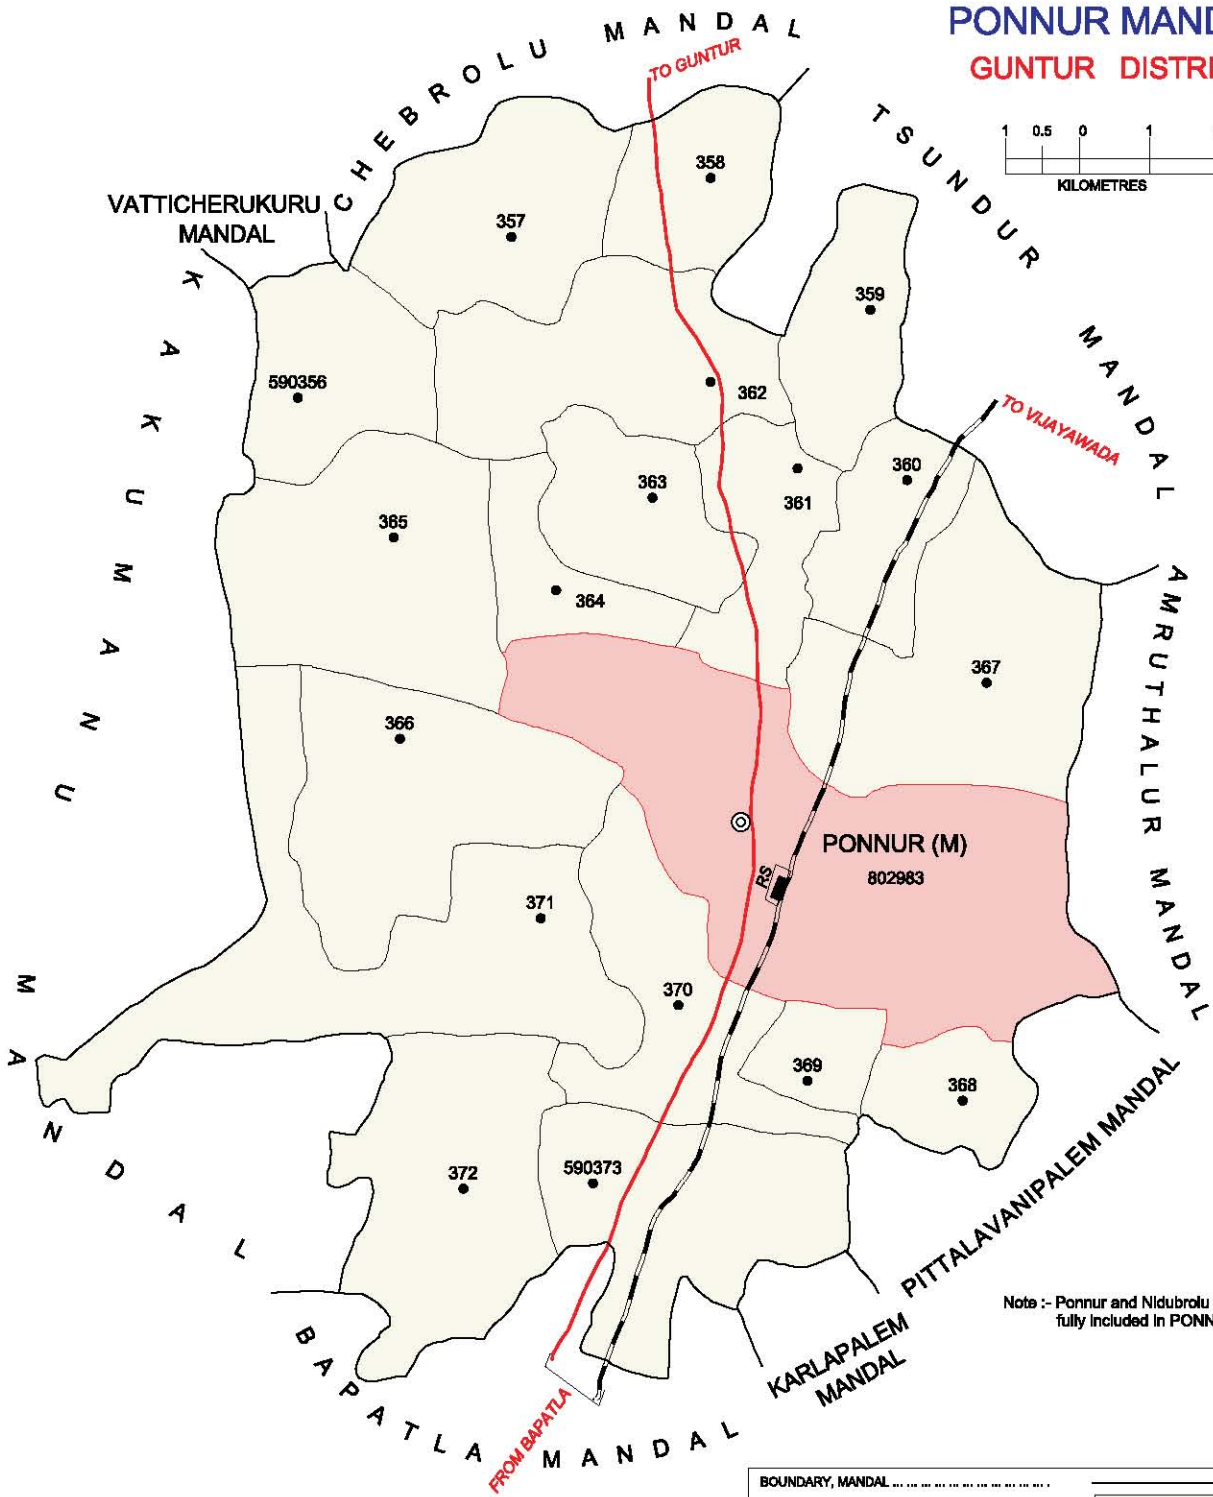 PONNUR MAND
GUNTUR DISTRI
1 0.5 0 1
KILOMETRES
CHEBROLU MANDAL
TO GUNTUR
TSUNDUR MANDAL
VATTICHERUKURU
MANDAL
358
357
359
590356
362
TO VIJAYAWADA
363
360
361
365
364
AMRUTHALUR MANDAL
KAKUMANU MANDAL
367
366
PONNUR (M)
802983
RS
371
370
369
368
372
590373
PITTALAVANIPALEM MANDAL
KARLAPALEM
MANDAL
Note :- Ponnur and Nidubrolu
fully included in PONN
BAPATLA MANDAL
FROM BAPATLA
BOUNDARY, MANDAL